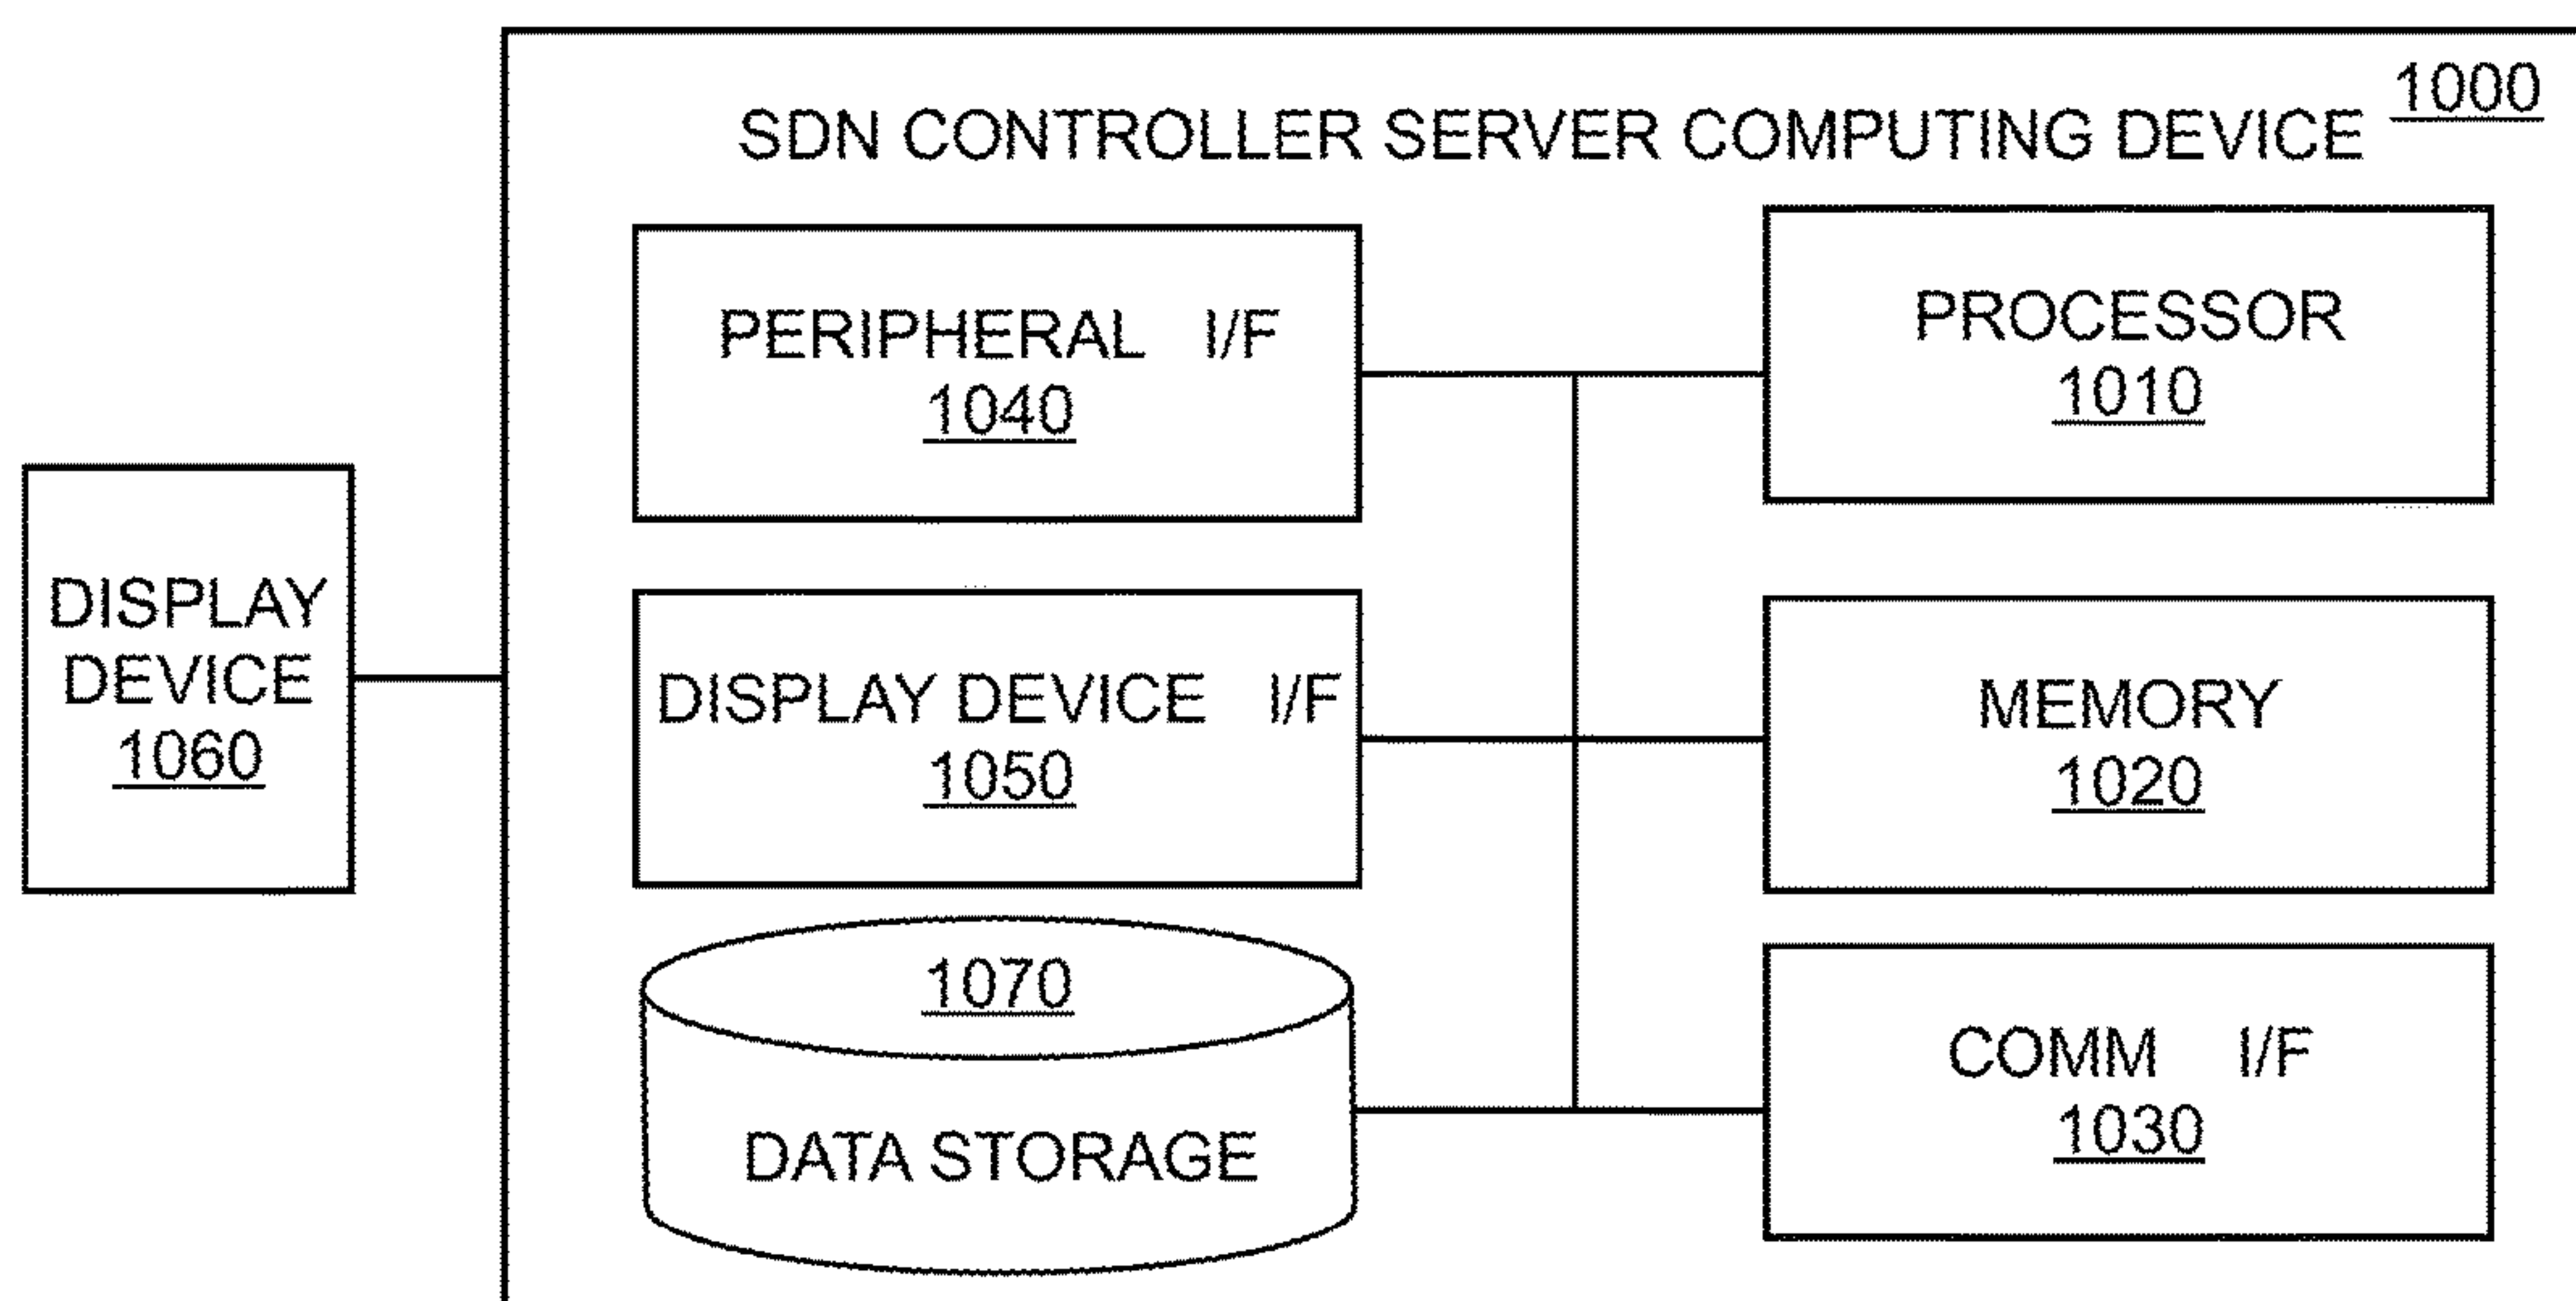 1000
SDN CONTROLLER SERVER COMPUTING DEVICE
PERIPHERAL I/F
1040
PROCESSOR
1010
DISPLAY
DEVICE
1060
DISPLAY DEVICE I/F
1050
MEMORY
1020
1070
DATA STORAGE
COMM I/F
1030